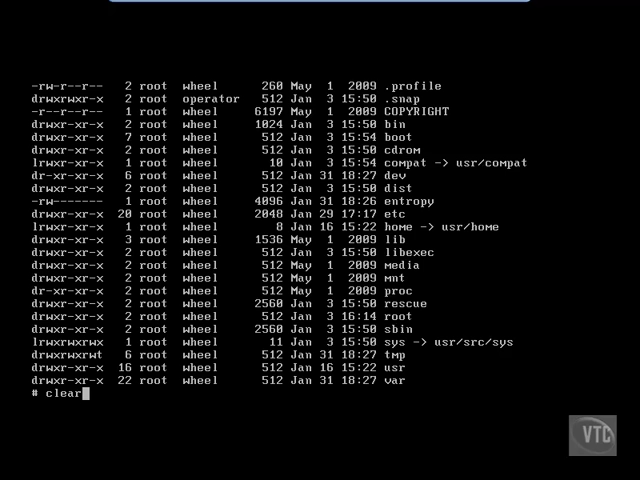 -rw-r--r--   2 root  wheel      260 May  1  2009 .profile
drwxrwxr-x   2 root  operator   512 Jan  3 15:50 .snap
-r--r--r--   1 root  wheel     6197 May  1  2009 COPYRIGHT
drwxr-xr-x   2 root  wheel     1024 Jan  3 15:50 bin
drwxr-xr-x   7 root  wheel      512 Jan  3 15:54 boot
drwxr-xr-x   2 root  wheel      512 Jan  3 15:50 cdrom
lrwxr-xr-x   1 root  wheel       10 Jan  3 15:54 compat -> usr/compat
dr-xr-xr-x   6 root  wheel      512 Jan 31 18:27 dev
drwxr-xr-x   2 root  wheel      512 Jan  3 15:50 dist
-rw-------   1 root  wheel     4096 Jan 31 18:26 entropy
drwxr-xr-x  20 root  wheel     2048 Jan 29 17:17 etc
lrwxr-xr-x   1 root  wheel        8 Jan 16 15:22 home -> usr/home
drwxr-xr-x   3 root  wheel     1536 May  1  2009 lib
drwxr-xr-x   2 root  wheel      512 Jan  3 15:50 libexec
drwxr-xr-x   2 root  wheel      512 May  1  2009 media
drwxr-xr-x   2 root  wheel      512 May  1  2009 mnt
dr-xr-xr-x   2 root  wheel      512 May  1  2009 proc
drwxr-xr-x   2 root  wheel     2560 Jan  3 15:50 rescue
drwxr-xr-x   2 root  wheel      512 Jan  3 16:14 root
drwxr-xr-x   2 root  wheel     2560 Jan  3 15:50 sbin
lrwxrwxrwx   1 root  wheel       11 Jan  3 15:50 sys -> usr/src/sys
drwxrwxrwt   6 root  wheel      512 Jan 31 18:27 tmp
drwxr-xr-x  16 root  wheel      512 Jan 16 15:22 usr
drwxr-xr-x  22 root  wheel      512 Jan 31 18:27 var
# clear
VTC